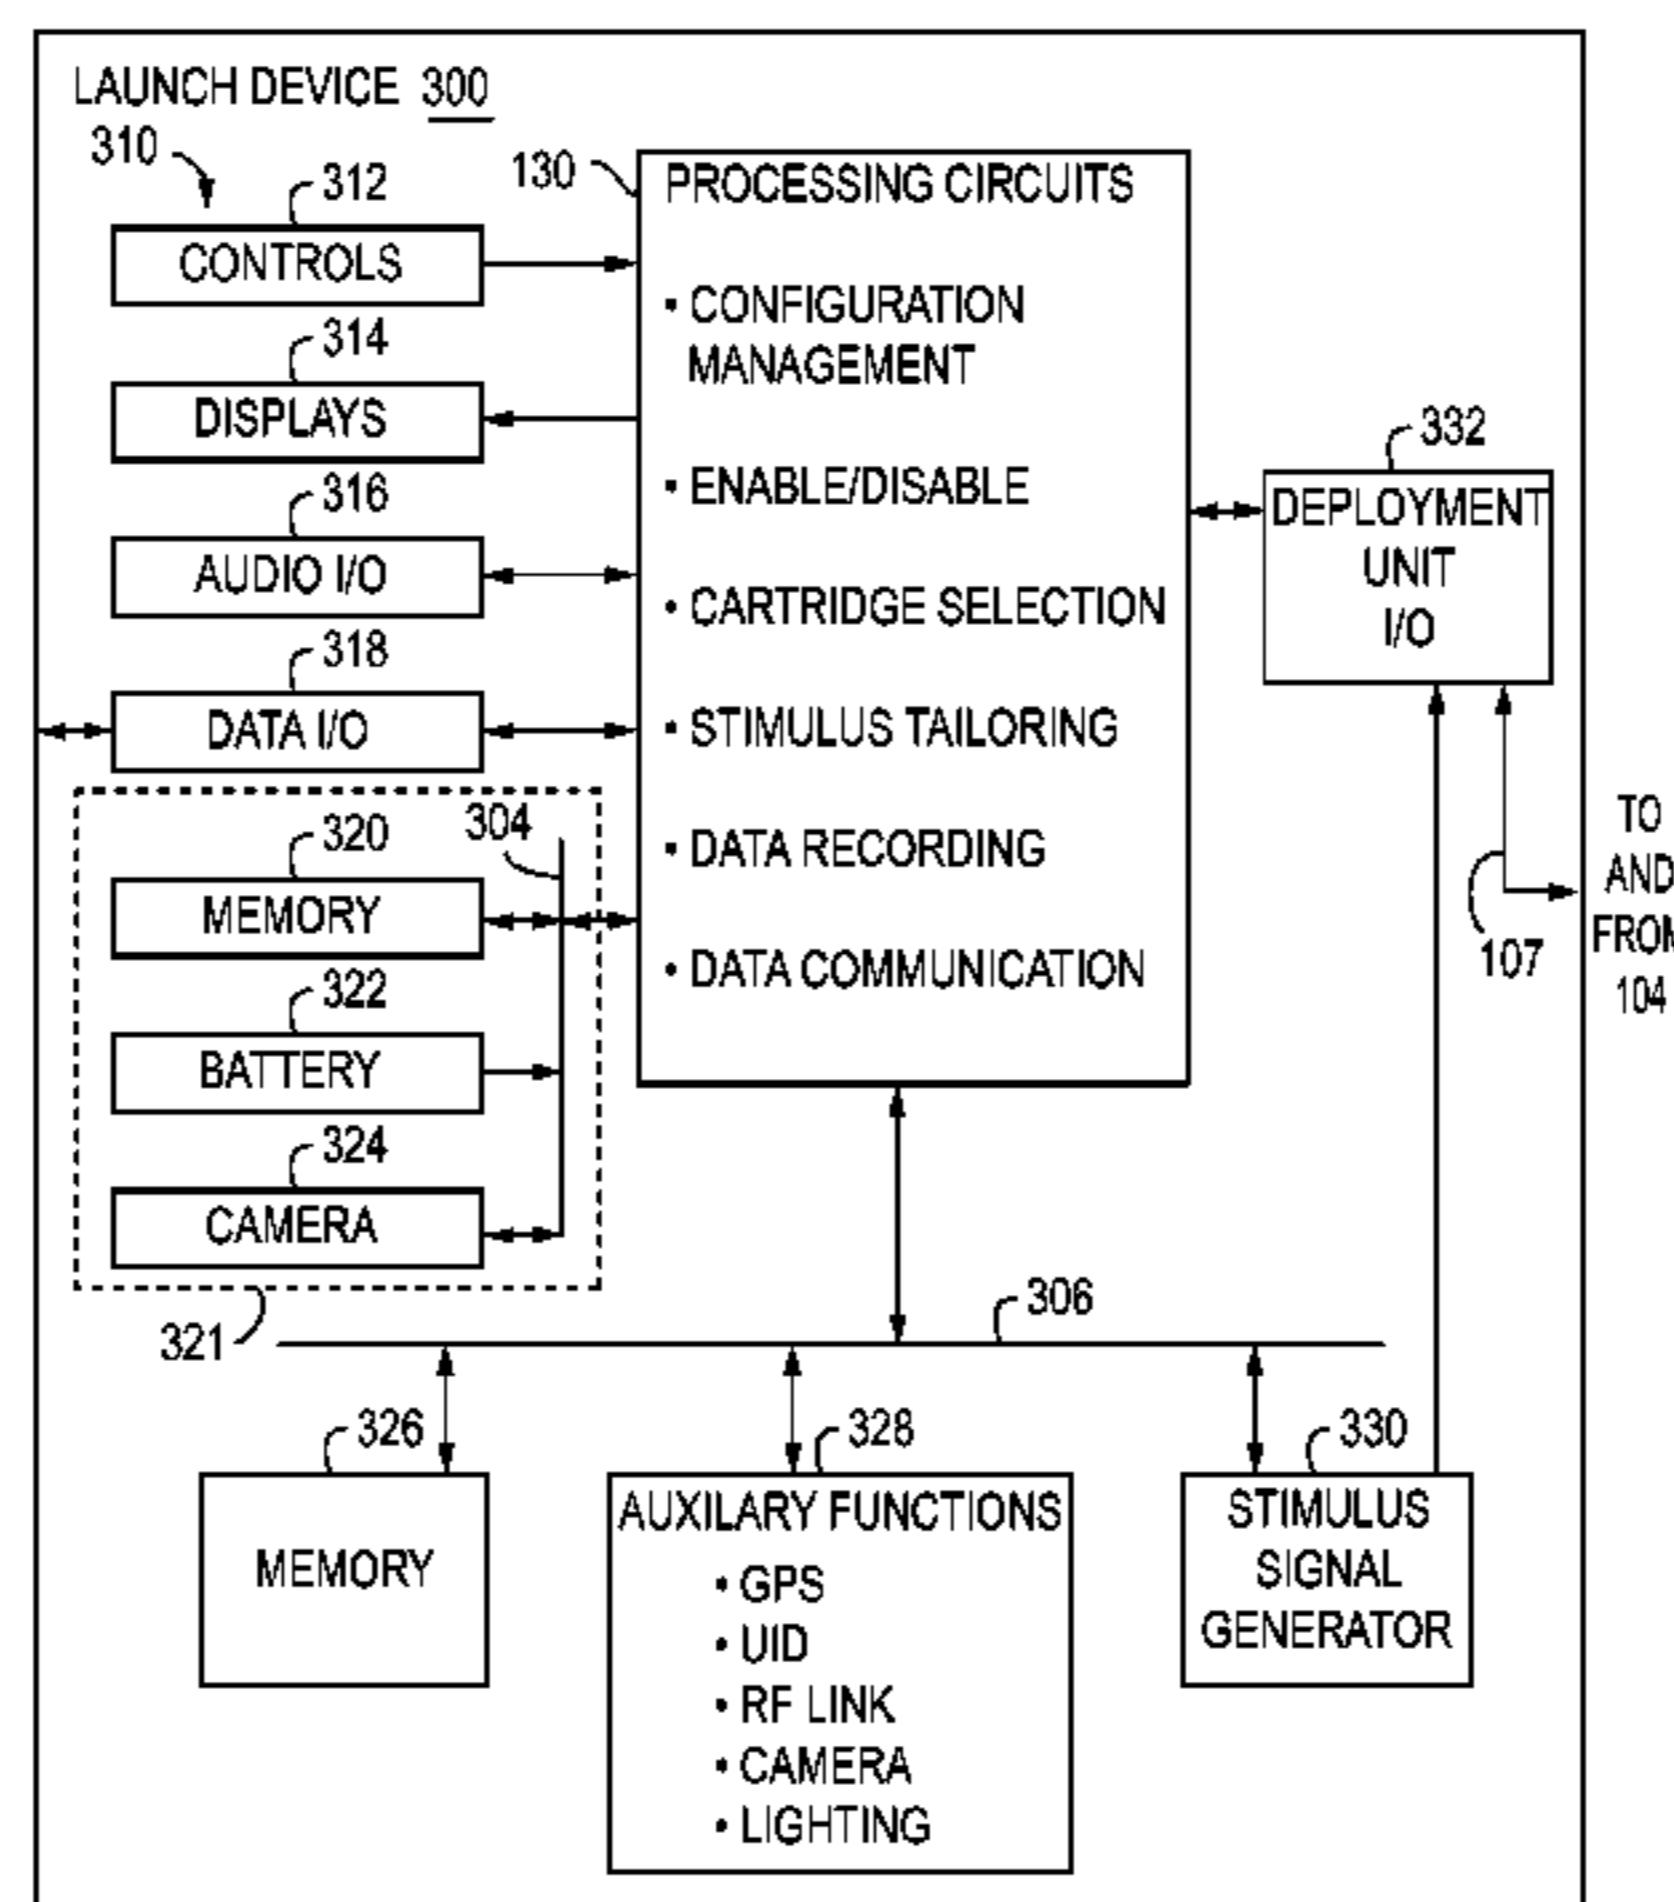 LAUNCH DEVICE 300
310
312
CONTROLS
314
DISPLAYS
316
AUDIO I/O
318
DATA I/O
320
304
MEMORY
322
BATTERY
324
CAMERA
321
130
PROCESSING CIRCUITS
• CONFIGURATION
MANAGEMENT
• ENABLE/DISABLE
• CARTRIDGE SELECTION
• STIMULUS TAILORING
• DATA RECORDING
• DATA COMMUNICATION
332
DEPLOYMENT
UNIT
I/O
107
TO
AND
FROM
104
306
326
MEMORY
328
AUXILARY FUNCTIONS
• GPS
• UID
• RF LINK
• CAMERA
• LIGHTING
330
STIMULUS
SIGNAL
GENERATOR